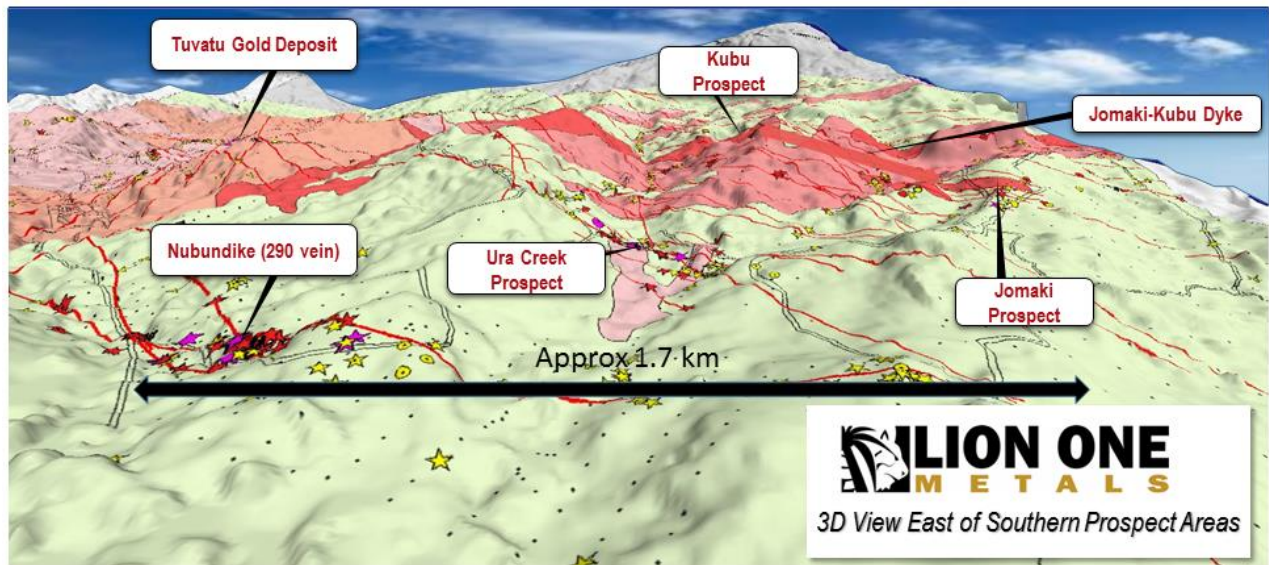 Tuvatu Gold Deposit
Kubu
Prospect
Jomaki-Kubu Dyke
Nubundike (290 vein)
Ura Creek
Prospect
Jomaki
Prospect
Approx 1.7 km
LION ONE
METALS
3D View East of Southern Prospect Areas